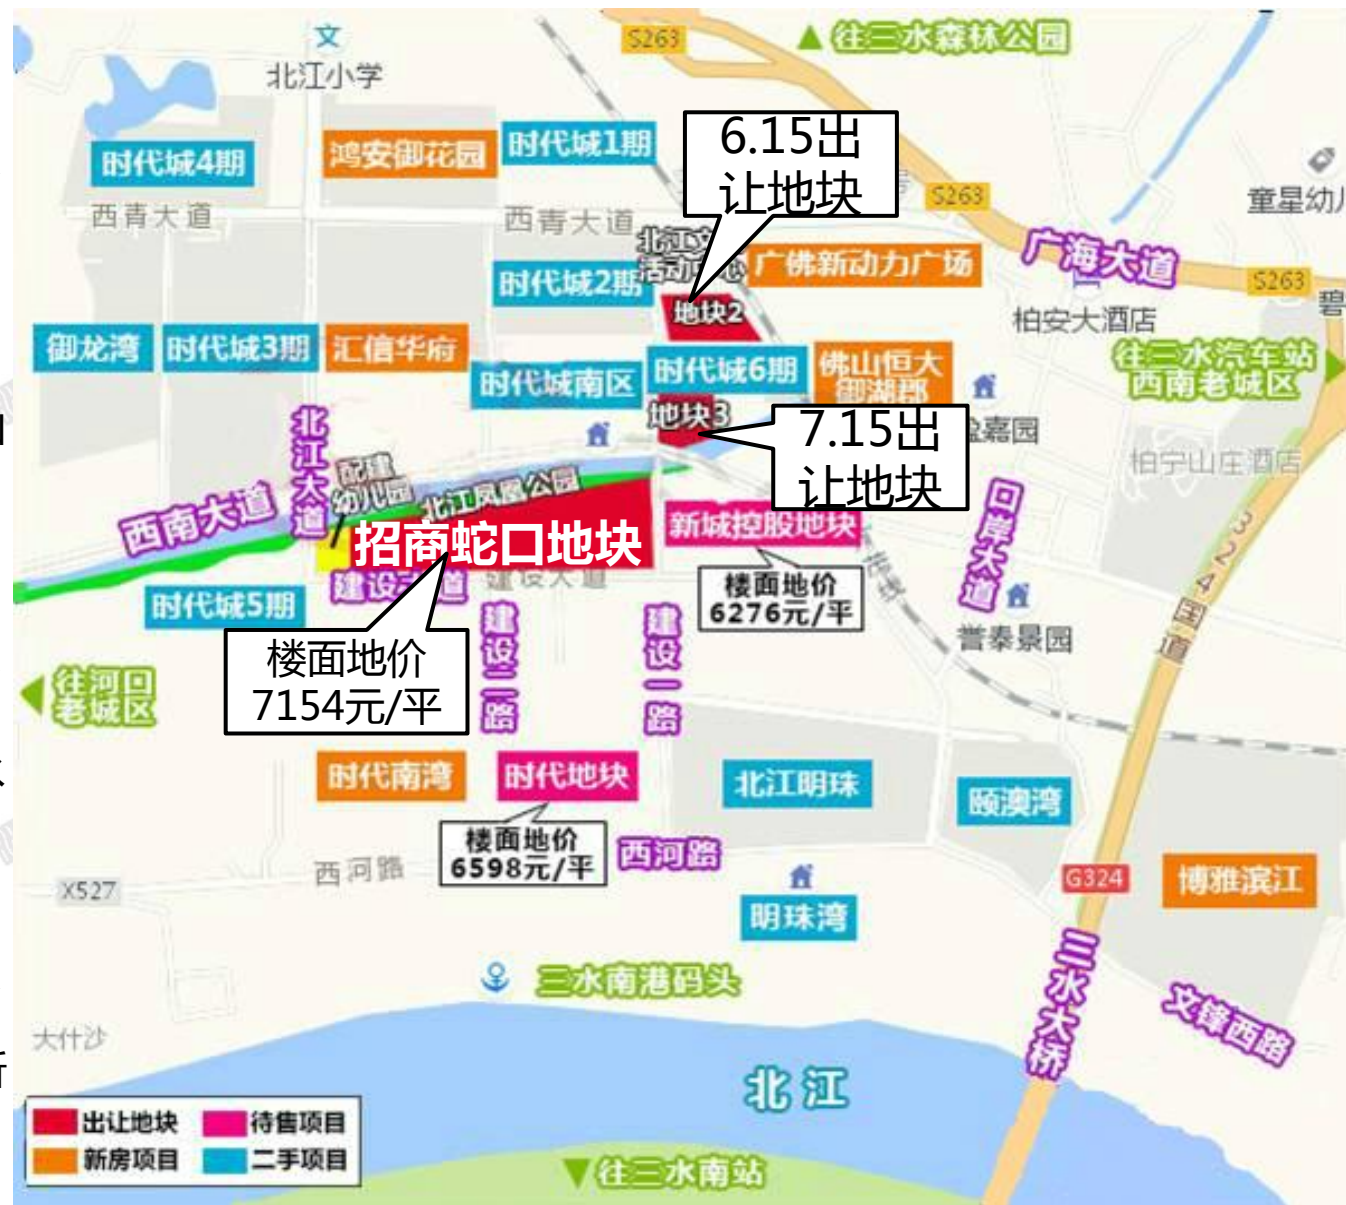 文
北江小学
S263
往三水森林公园
6.15出
让地块
时代城4期
鸿安御花园
时代城1期
S263
童星幼
西青大道
西青大道
广海大道
活动
广佛新动力广场
时代城2期
S263
地块2
柏安大酒店
碧
御龙湾
时代城3期
汇信华府
时代城南区
时代城6期
佛山恒大
御湖郡
往三水汽车站
西南老城区
地块3
7.15出
让地块
嘉园
柏宁山庄酒店
北江大道
配建
幼儿园
北江凤凰公园
西南大道
招商蛇口地块
新城控股地块
口岸大道
324国道
建设大道
楼面地价
6276元/平
时代城5期
建设二路
建设一路
誉泰景园
楼面地价
7154元/平
往河口
老城区
时代南湾
时代地块
北江明珠
颐澳湾
楼面地价
6598元/平
西河路
西河路
X527
G324
博雅滨江
明珠湾
三水大桥
三水南港码头
文锋西路
大什沙
北江
出让地块
待售项目
新房项目
二手项目
往三水南站